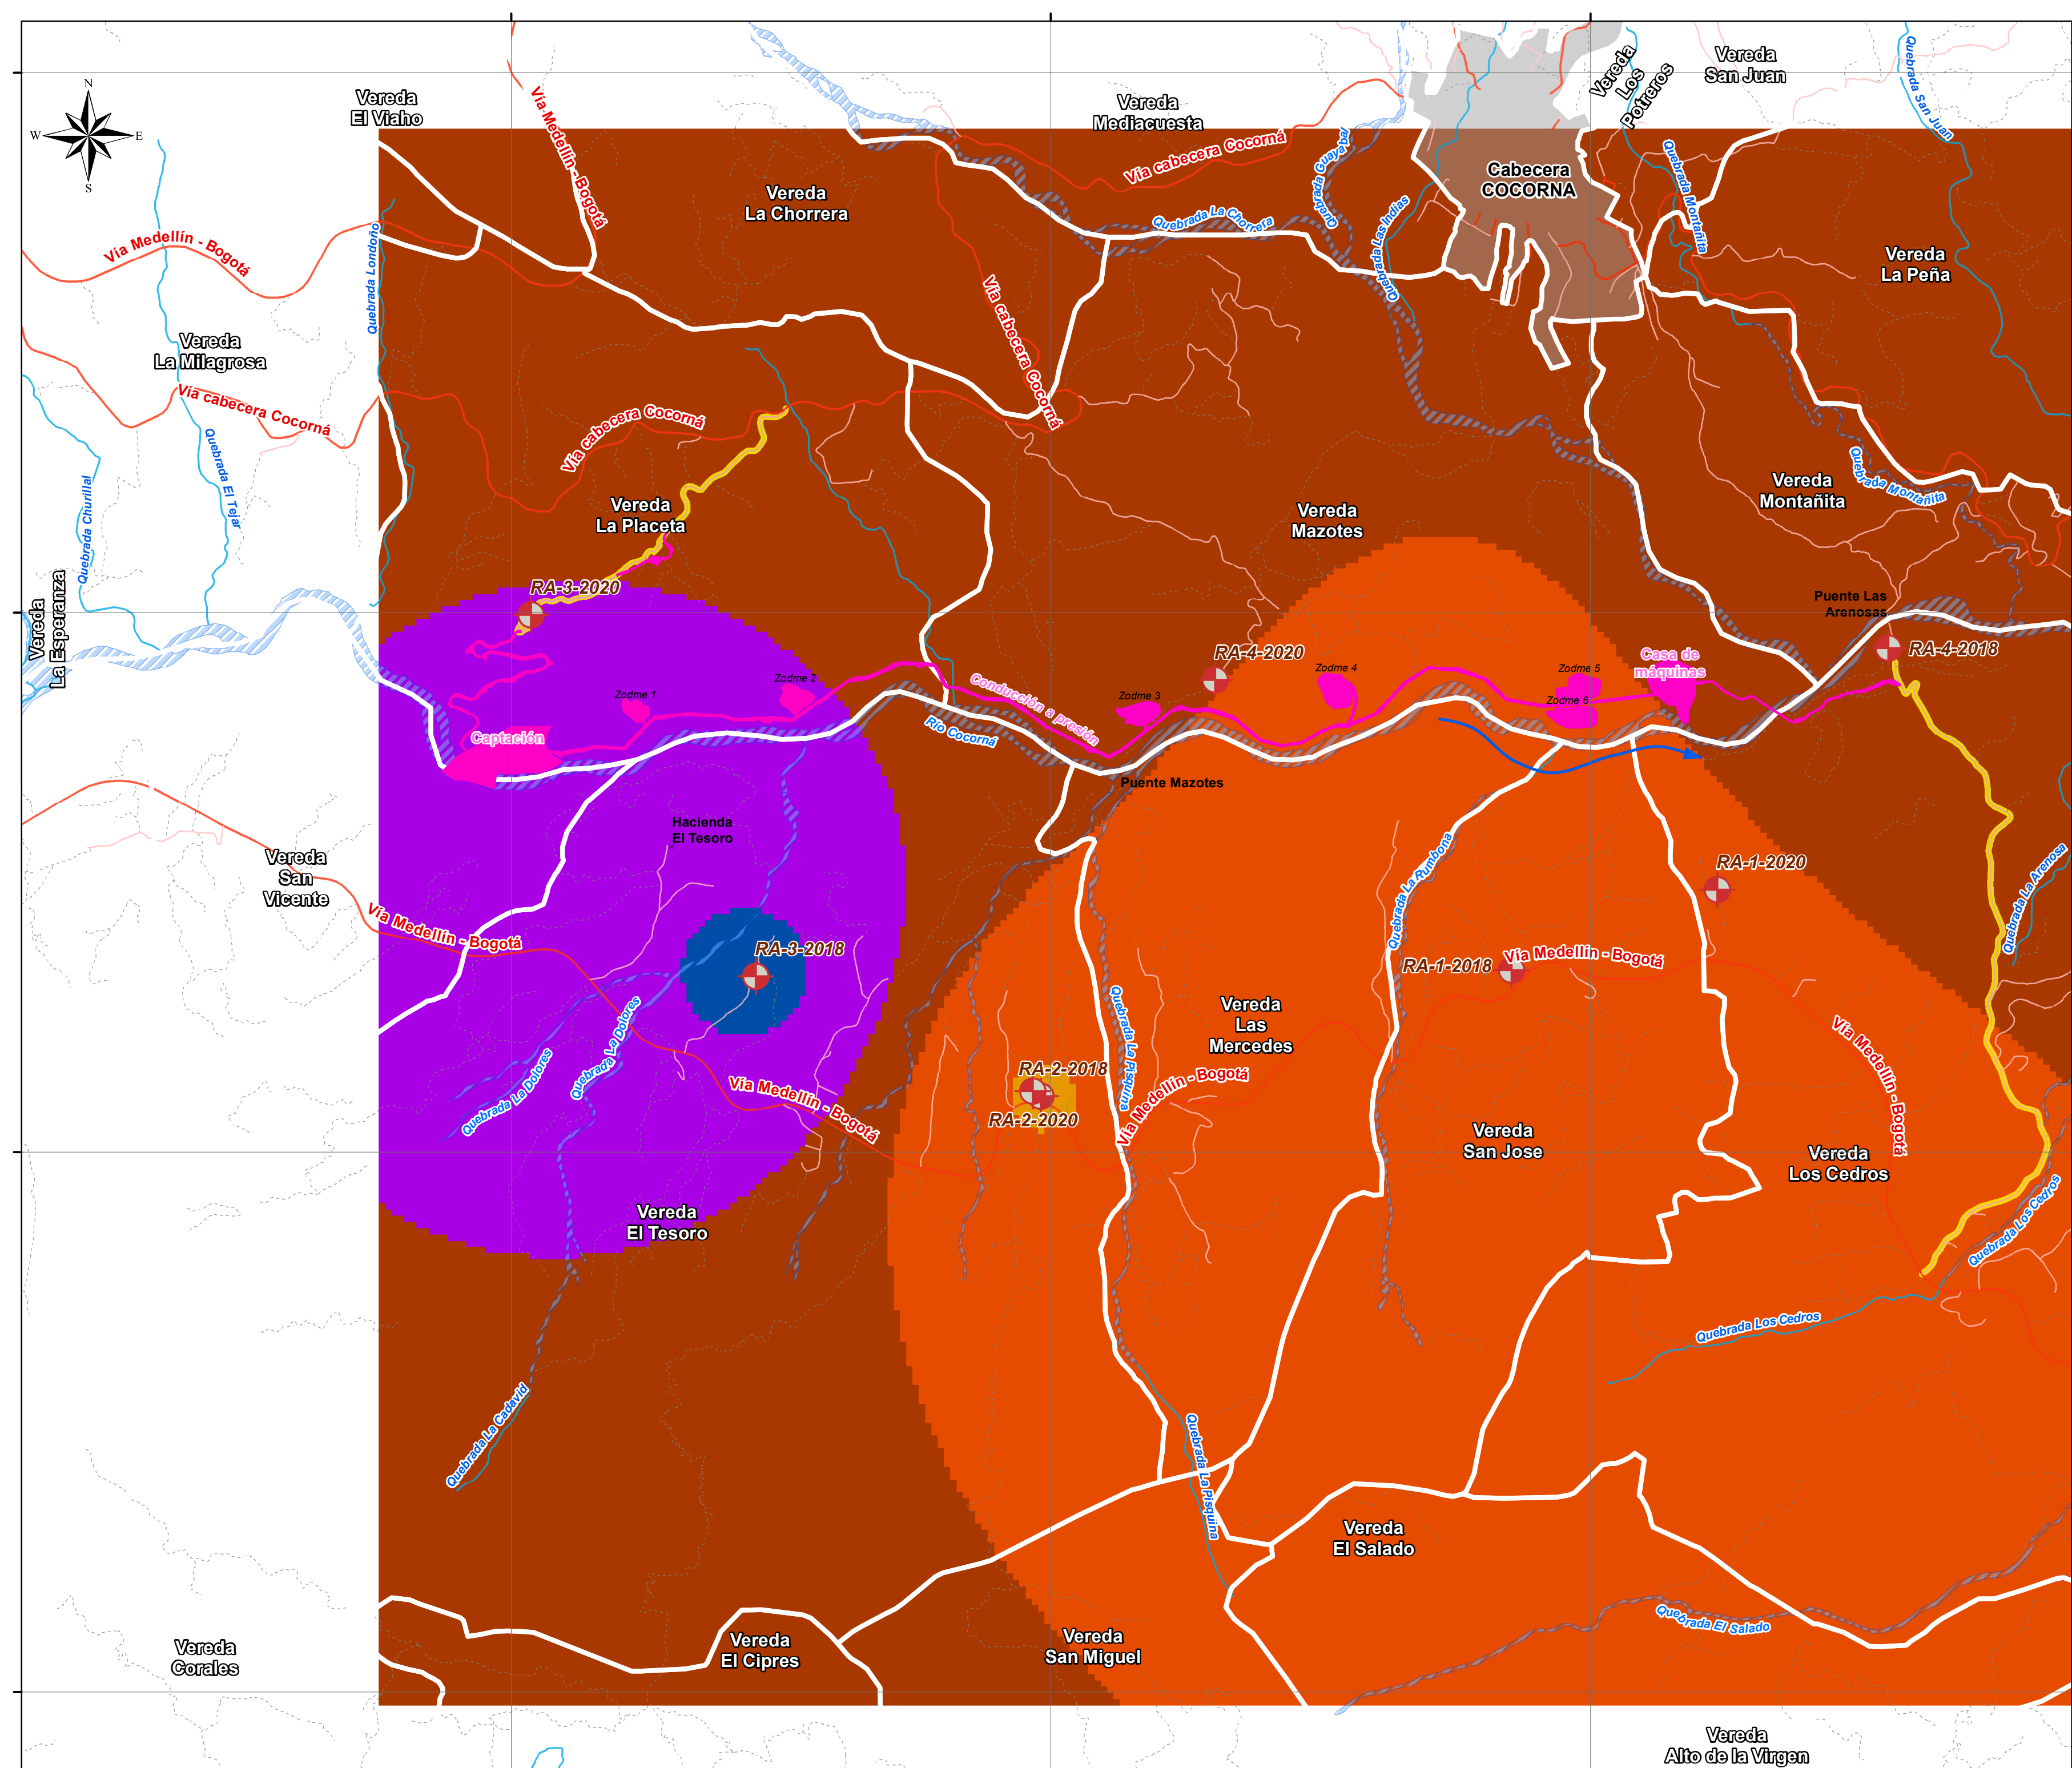 N
W
E
S
Vereda
El Viaho
Vía Medellín - Bogotá
Vereda
Mediacuesta
Vía cabecera Cocorná
Quebrada Guayabal
Vereda
Los
Potreros
Vereda
San Juan
Quebrada San Juan
Cabecera
COCORNA
Quebrada Montañita
Vereda
La Chorrera
Quebrada La Chorrera
Quebrada Las Indias
Vereda
La Peña
Vía Medellín - Bogotá
Quebrada Londoño
Vereda
La Milagrosa
Vía cabecera Cocorná
Vía cabecera Cocorná
Vía cabecera Cocorná
Quebrada El Tejar
Quebrada Churillal
Vereda
La Placeta
Vereda
Mazotes
Vereda
Montañita
Quebrada Montañita
Vereda
La Esperanza
RA-3-2020
Puente Las
Arenosas
RA-4-2020
RA-4-2018
Casa de
máquinas
Zodme 1
Zodme 2
Zodme 3
Zodme 4
Zodme 5
Zodme 6
Conducción a presión
Captación
Río Cocorná
Puente Mazotes
Hacienda
El Tesoro
Vereda
San
Vicente
Vía Medellín - Bogotá
RA-3-2018
Quebrada La Rumbona
RA-1-2020
RA-1-2018
Vía Medellín - Bogotá
Quebrada La Arenosa
Quebrada La Dolores
Quebrada La Dolores
Vereda
Las
Mercedes
Quebrada La Pisquina
RA-2-2018
RA-2-2020
Vía Medellín - Bogotá
Vía Medellín - Bogotá
Vía Medellín - Bogotá
Vereda
San Jose
Vereda
Los Cedros
Vereda
El Tesoro
Quebrada Los Cedros
Quebrada Los Cedros
Quebrada La Cadavid
Quebrada La Pisquina
Vereda
El Salado
Quebrada El Salado
Vereda
Corales
Vereda
El Cipres
Vereda
San Miguel
Vereda
Alto de la Virgen